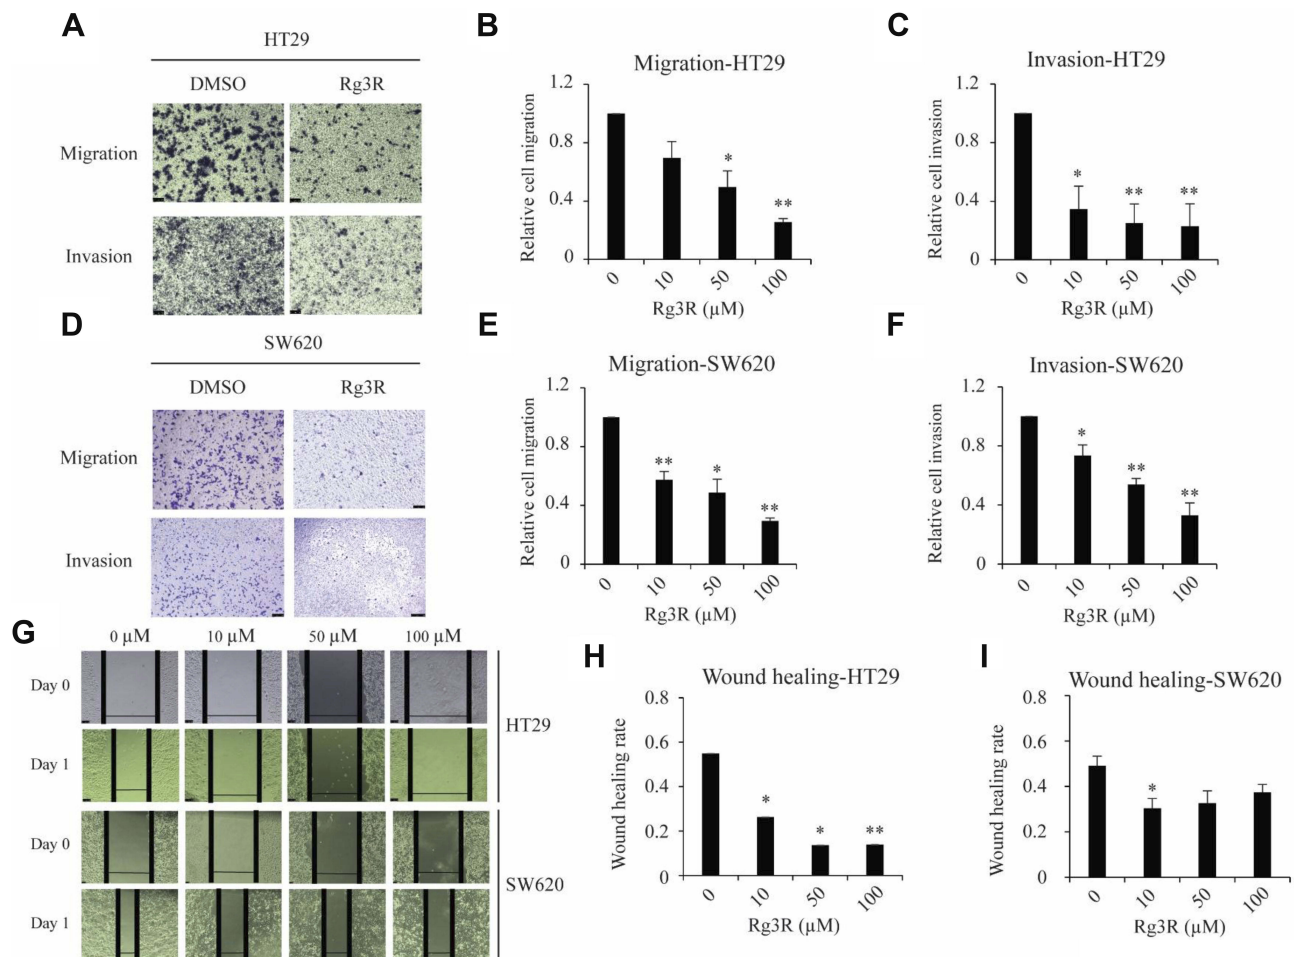 A
HT29
DMSO Rg3R
Migration
Invasion
B
Migration-HT29
Relative cell migration
1.2
0.8
0.4
0
0 10 50 100
* **
Rg3R (µM)
C
Invasion-HT29
Relative cell invasion
1.2
0.8
0.4
0
0 10 50 100
* ** **
Rg3R (µM)
D
SW620
DMSO Rg3R
Migration
Invasion
E
Migration-SW620
Relative cell migration
1.2
0.8
0.4
0
0 10 50 100
** * **
Rg3R (µM)
F
Invasion-SW620
Relative cell invasion
1.2
0.8
0.4
0
0 10 50 100
* ** **
Rg3R (µM)
G
0 µM 10 µM 50 µM 100 µM
Day 0
Day 1
HT29
Day 0
Day 1
SW620
H
Wound healing-HT29
Wound healing rate
0.8
0.6
0.4
0.2
0
0 10 50 100
* * **
Rg3R (µM)
I
Wound healing-SW620
Wound healing rate
0.8
0.6
0.4
0.2
0
0 10 50 100
*
Rg3R (µM)